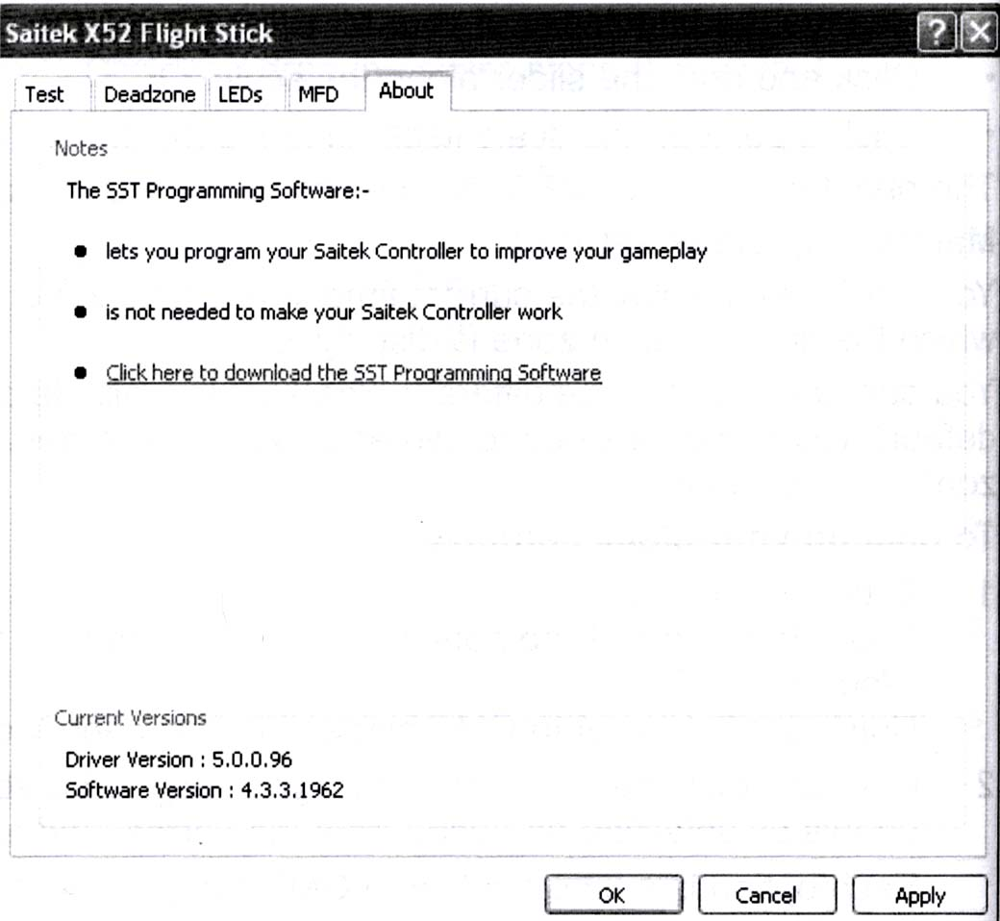 Saitek X52 Flight Stick
Test Deadzone LEDs MFD About
Notes
The SST Programming Software:-
● lets you program your Saitek Controller to improve your gameplay
● is not needed to make your Saitek Controller work
● Click here to download the SST Programming Software
Current Versions
Driver Version : 5.0.0.96
Software Version : 4.3.3.1962
OK Cancel Apply